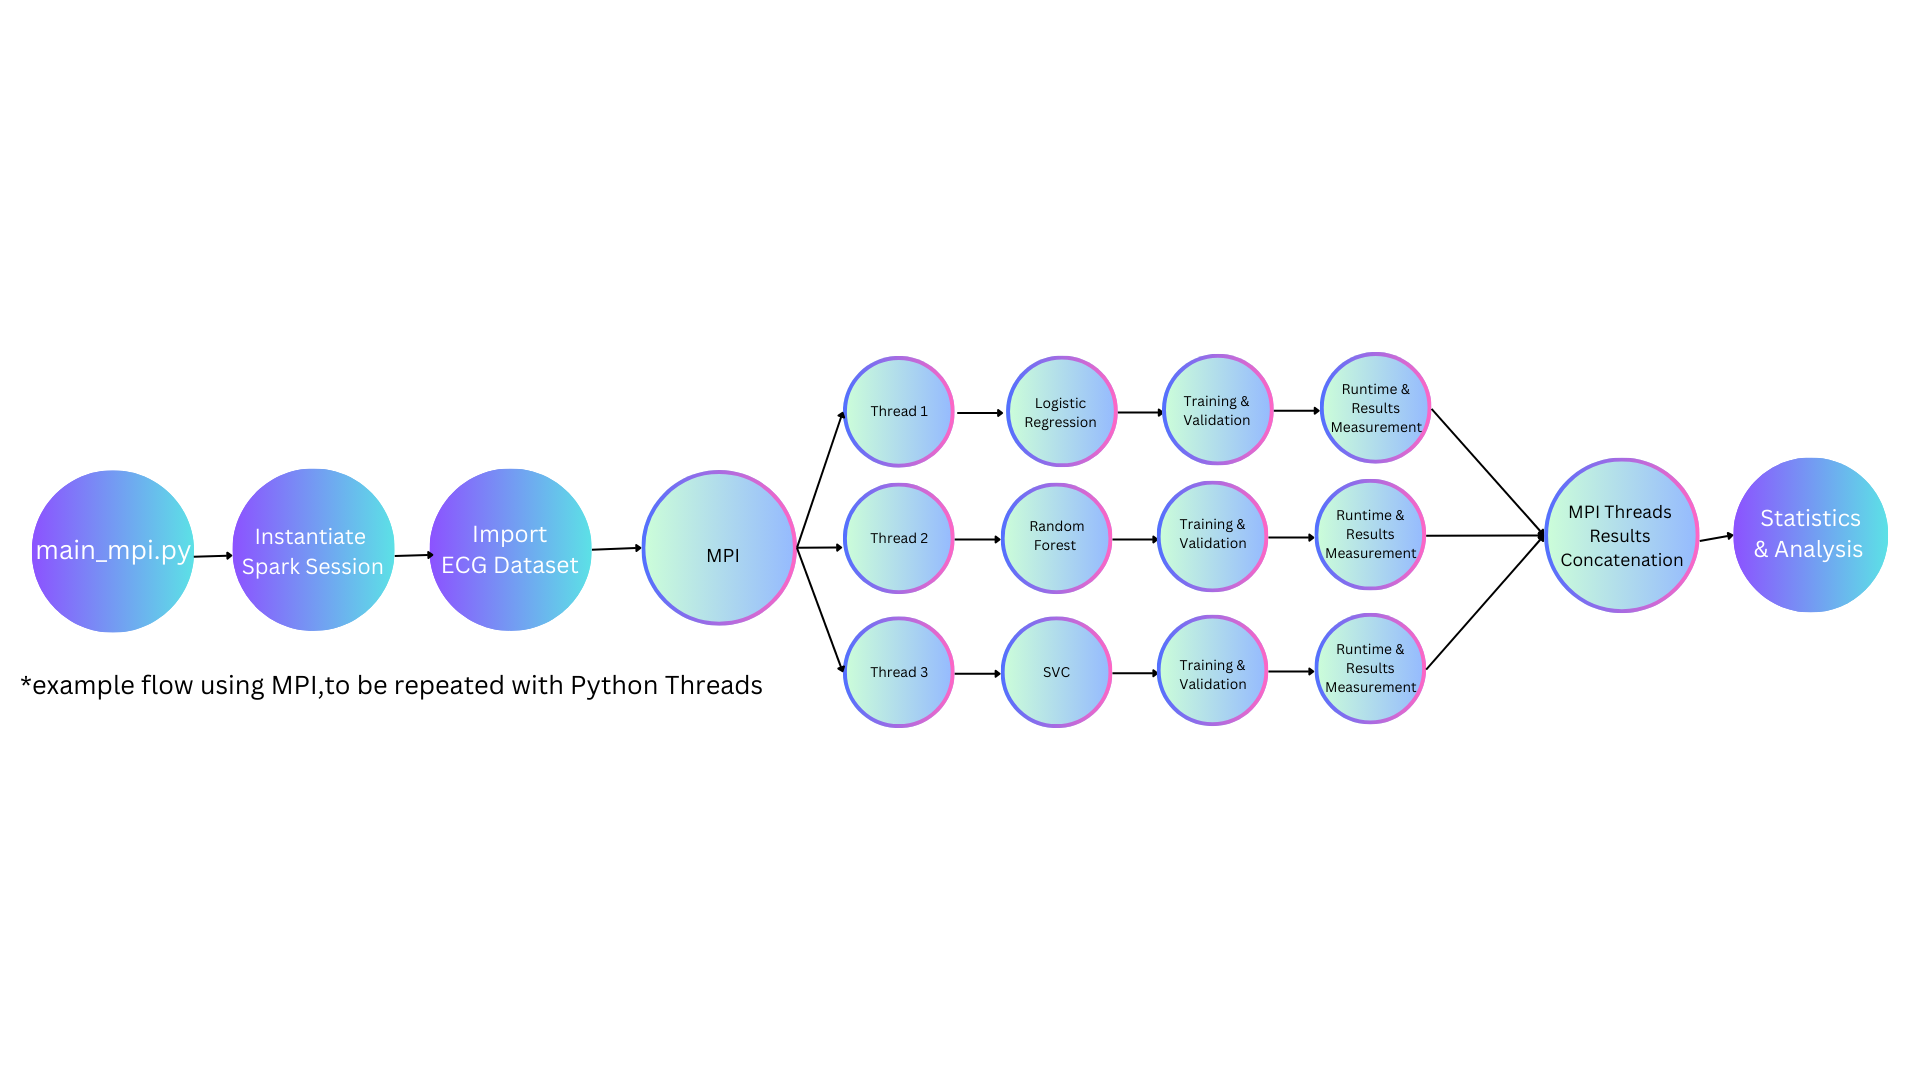 main_mpi.py
Instantiate
Spark Session
Import
ECG Dataset
MPI
Thread 1
Logistic
Regression
Training &
Validation
Runtime &
Results
Measurement
Thread 2
Random
Forest
Training &
Validation
Runtime &
Results
Measurement
Thread 3
SVC
Training &
Validation
Runtime &
Results
Measurement
MPI Threads
Results
Concatenation
Statistics
& Analysis
*example flow using MPI,to be repeated with Python Threads